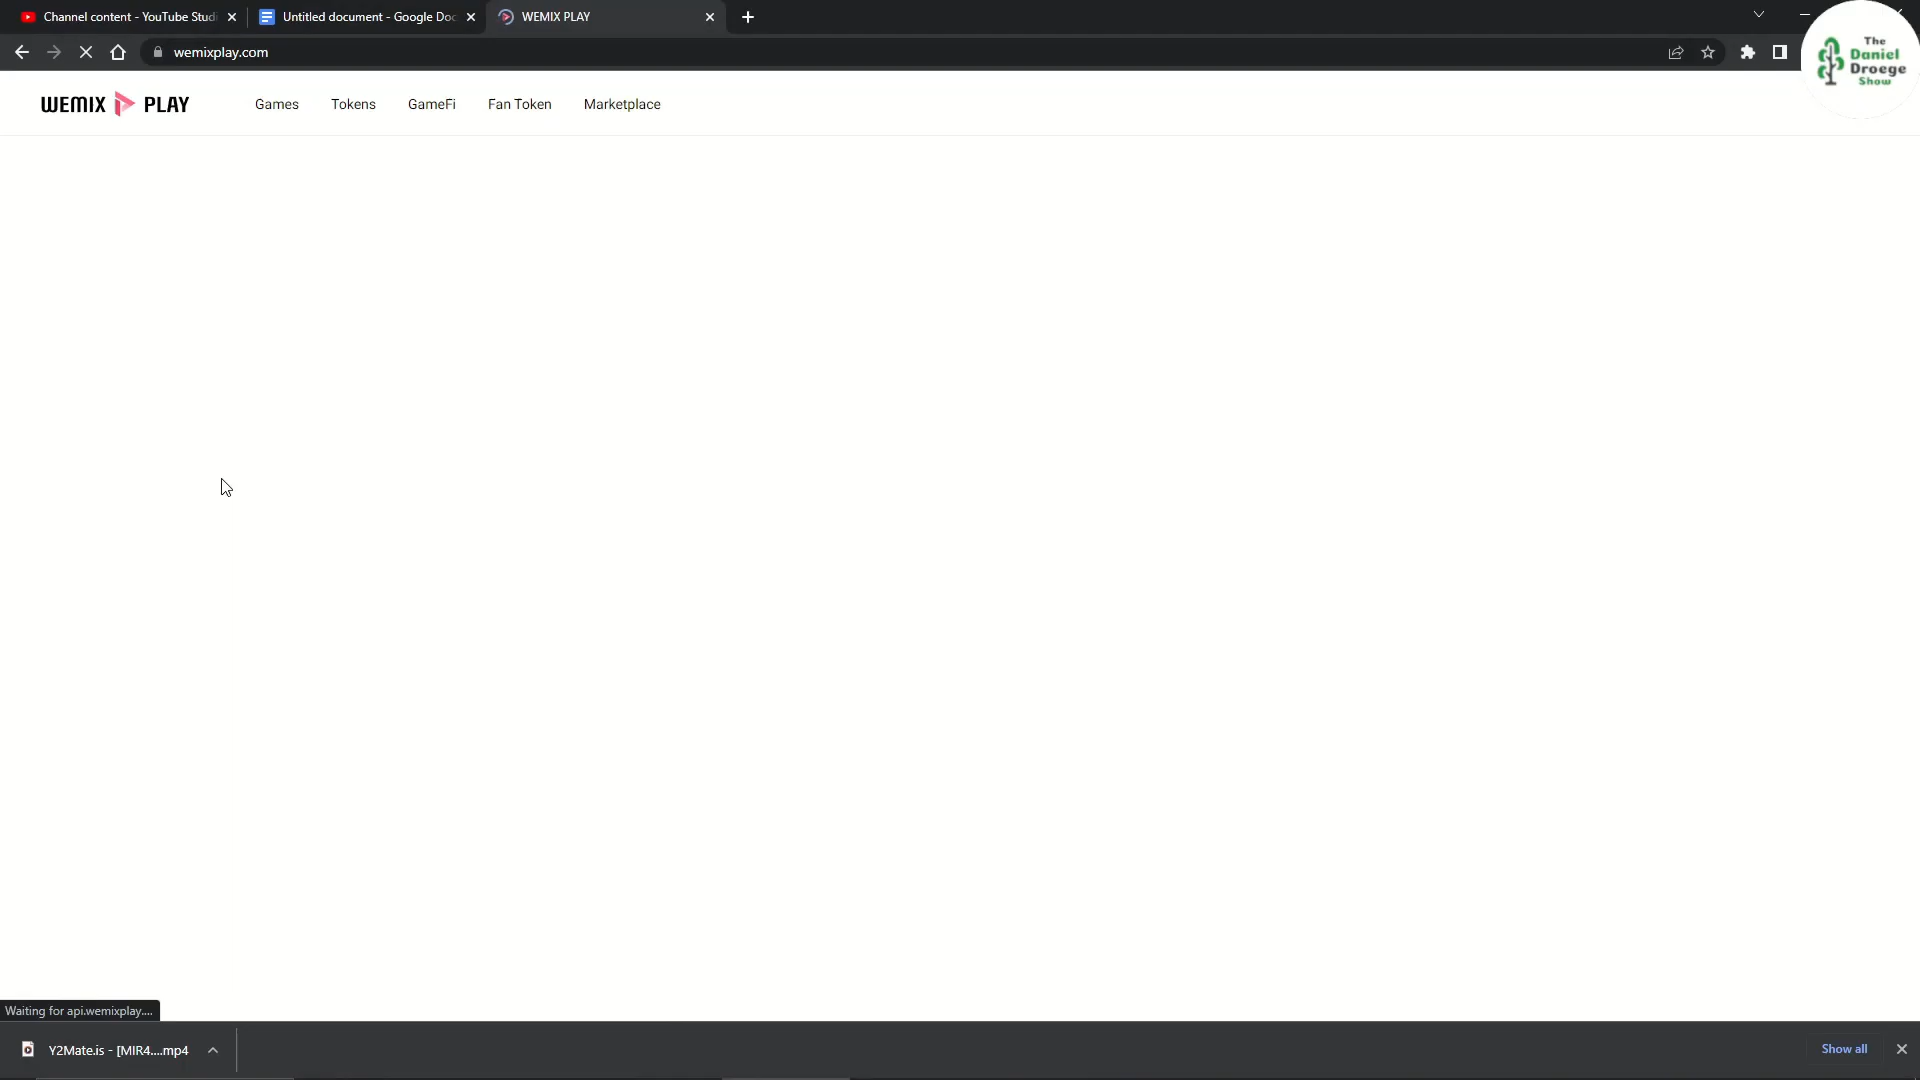 Channel content - YouTube Studi
Untitled document - Google Doc
WEMIX PLAY
wemixplay.com
The
Daniel
Droege
Show
WEMIX PLAY
Games
Tokens
GameFi
Fan Token
Marketplace
Waiting for api.wemixplay....
Y2Mate.is - [MIR4....mp4
Show all